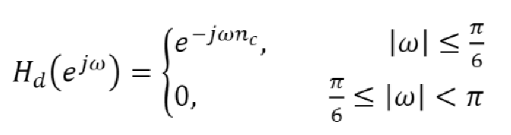 H_d(e^{jω}) = { e^{-jωn_c}, |ω| ≤ π/6
0, π/6 ≤ |ω| < π